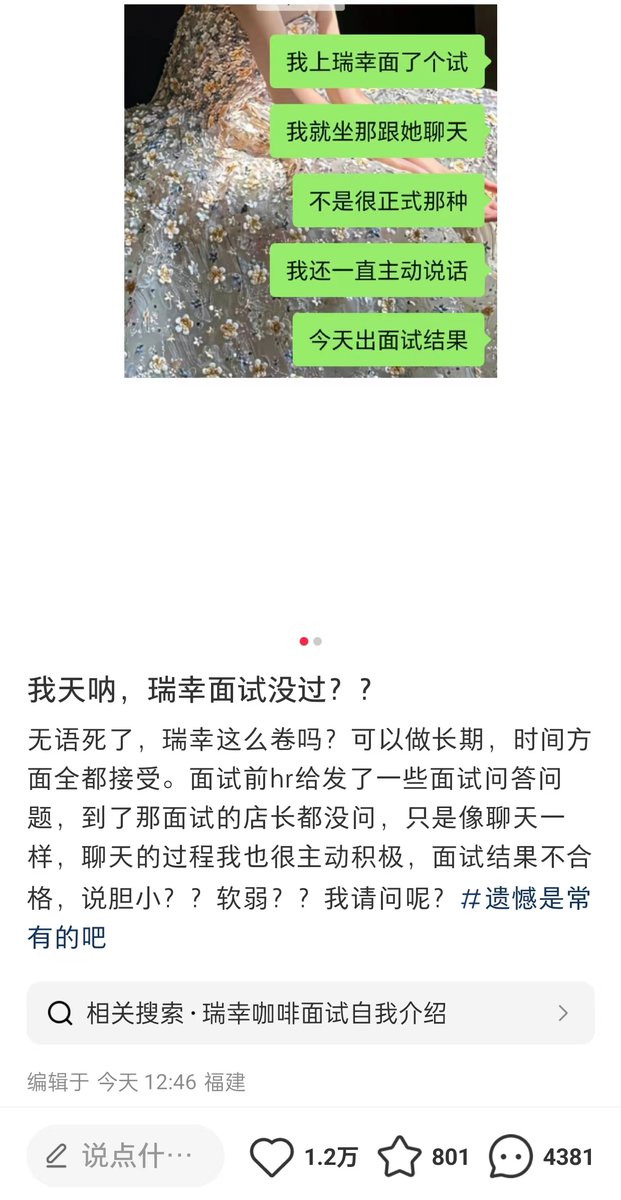 我上瑞幸面了个试
我就坐那跟她聊天
不是很正式那种
我还一直主动说话
今天出面试结果
我天呐，瑞幸面试没过？？
无语死了，瑞幸这么卷吗？可以做长期，时间方
面全都接受。面试前hr给发了一些面试问答问
题，到了那面试的店长都没问，只是像聊天一
样，聊天的过程我也很主动积极，面试结果不合
格，说胆小？？软弱？？我请问呢？#遗憾是常
有的吧
相关搜索·瑞幸咖啡面试自我介绍
编辑于 今天 12:46 福建
说点什…
1.2万
801
4381